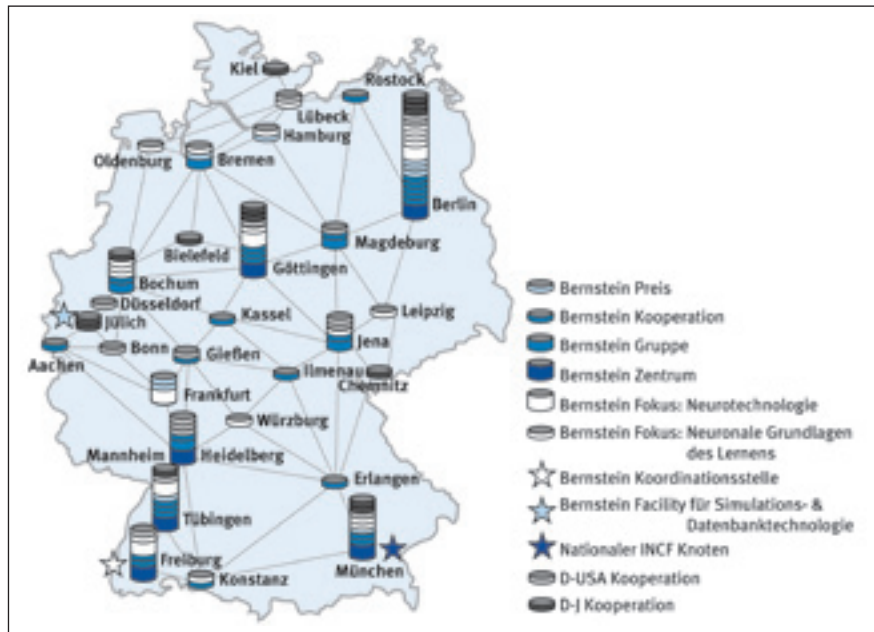 Kiel
Rostock
Lübeck
Hamburg
Oldenburg
Bremen
Berlin
Bielefeld
Magdeburg
Göttingen
Bochum
Düsseldorf
Jülich
Kassel
Leipzig
Jena
Bonn
Gießen
Aachen
Ilmenau
Chemnitz
Frankfurt
Würzburg
Mannheim
Heidelberg
Erlangen
Tübingen
Freiburg
Konstanz
München
Bernstein Preis
Bernstein Kooperation
Bernstein Gruppe
Bernstein Zentrum
Bernstein Fokus: Neurotechnologie
Bernstein Fokus: Neuronale Grundlagen
des Lernens
Bernstein Koordinationsstelle
Bernstein Facility für Simulations- &
Datenbanktechnologie
Nationaler INCF Knoten
D-USA Kooperation
D-J Kooperation